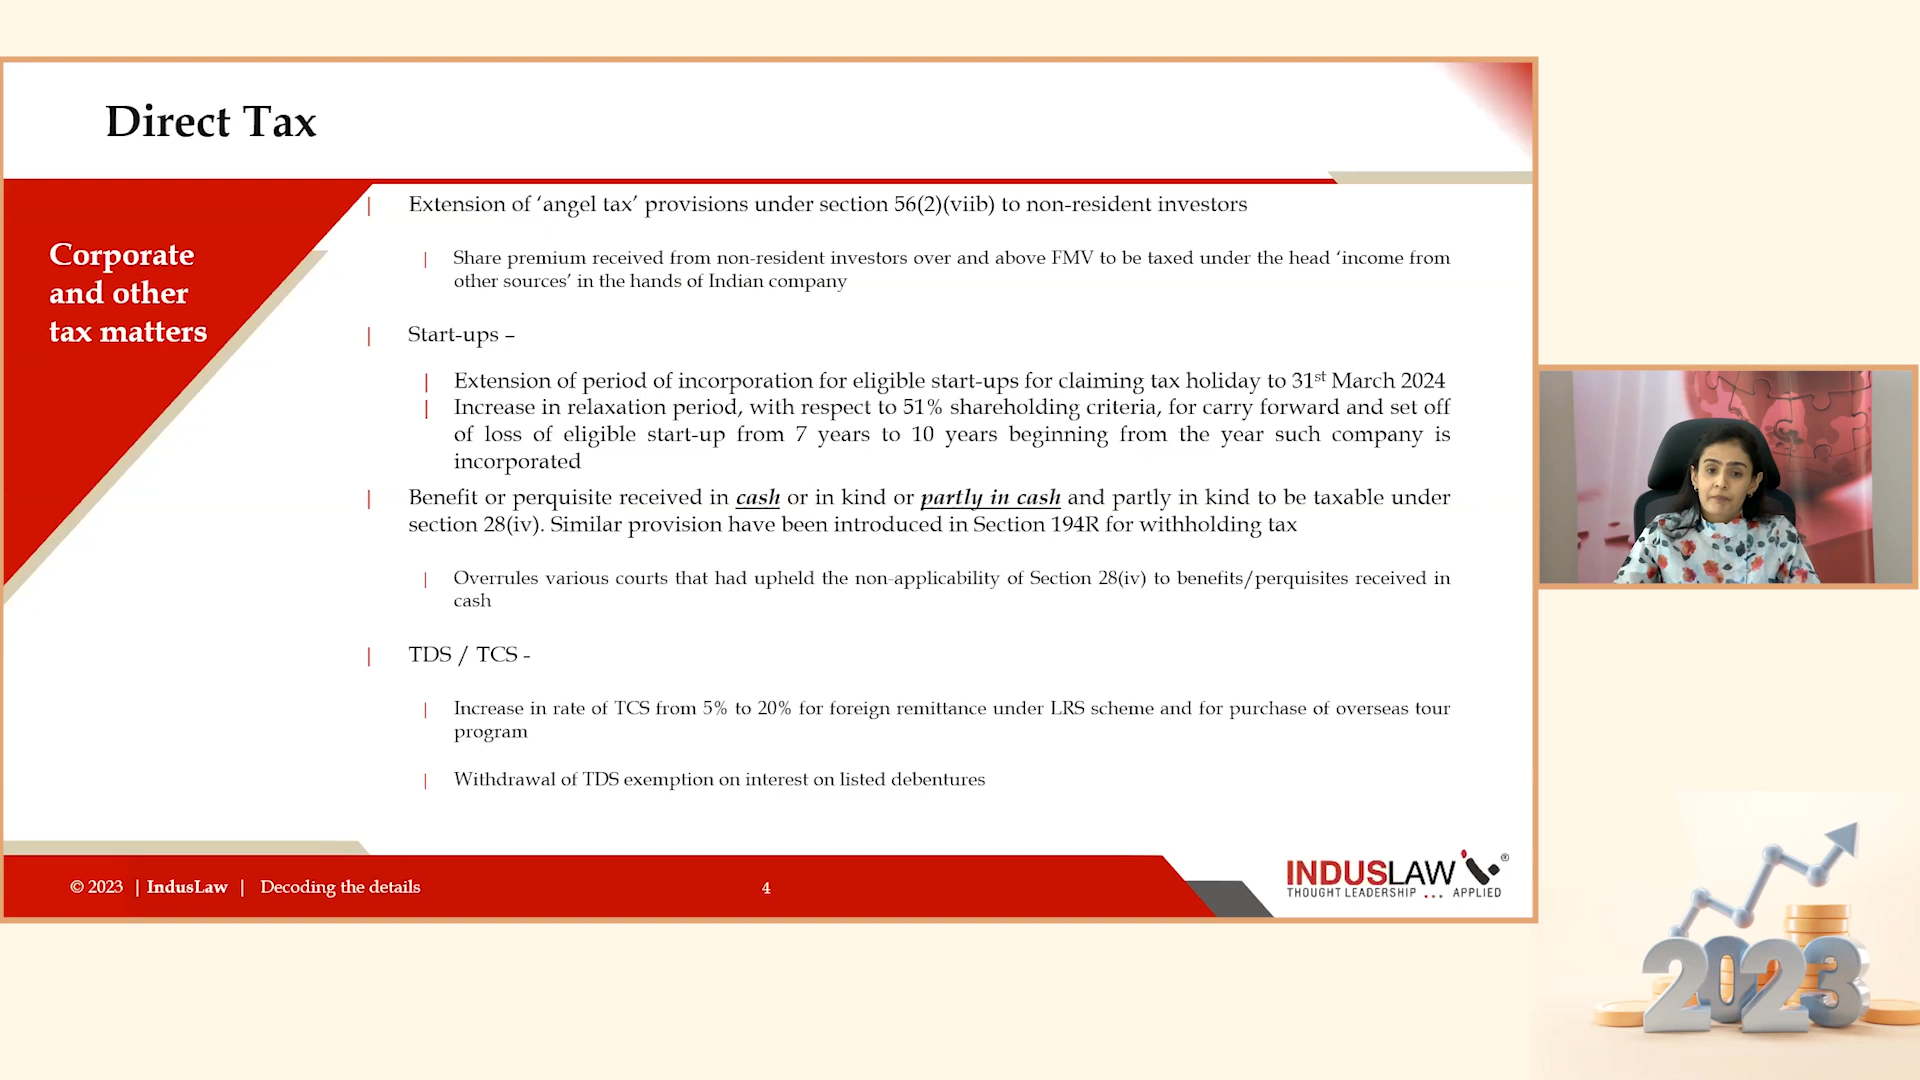 Direct Tax
Corporate
and other
tax matters
| Extension of ‘angel tax’ provisions under section 56(2)(viib) to non-resident investors
| Share premium received from non-resident investors over and above FMV to be taxed under the head ‘income from
other sources’ in the hands of Indian company
| Start-ups –
| Extension of period of incorporation for eligible start-ups for claiming tax holiday to 31st March 2024
| Increase in relaxation period, with respect to 51% shareholding criteria, for carry forward and set off
of loss of eligible start-up from 7 years to 10 years beginning from the year such company is
incorporated
| Benefit or perquisite received in cash or in kind or partly in cash and partly in kind to be taxable under
section 28(iv). Similar provision have been introduced in Section 194R for withholding tax
| Overrules various courts that had upheld the non-applicability of Section 28(iv) to benefits/perquisites received in
cash
| TDS / TCS -
| Increase in rate of TCS from 5% to 20% for foreign remittance under LRS scheme and for purchase of overseas tour
program
| Withdrawal of TDS exemption on interest on listed debentures
© 2023 | IndusLaw | Decoding the details
4
INDUSLAW ®
THOUGHT LEADERSHIP ... APPLIED
2023